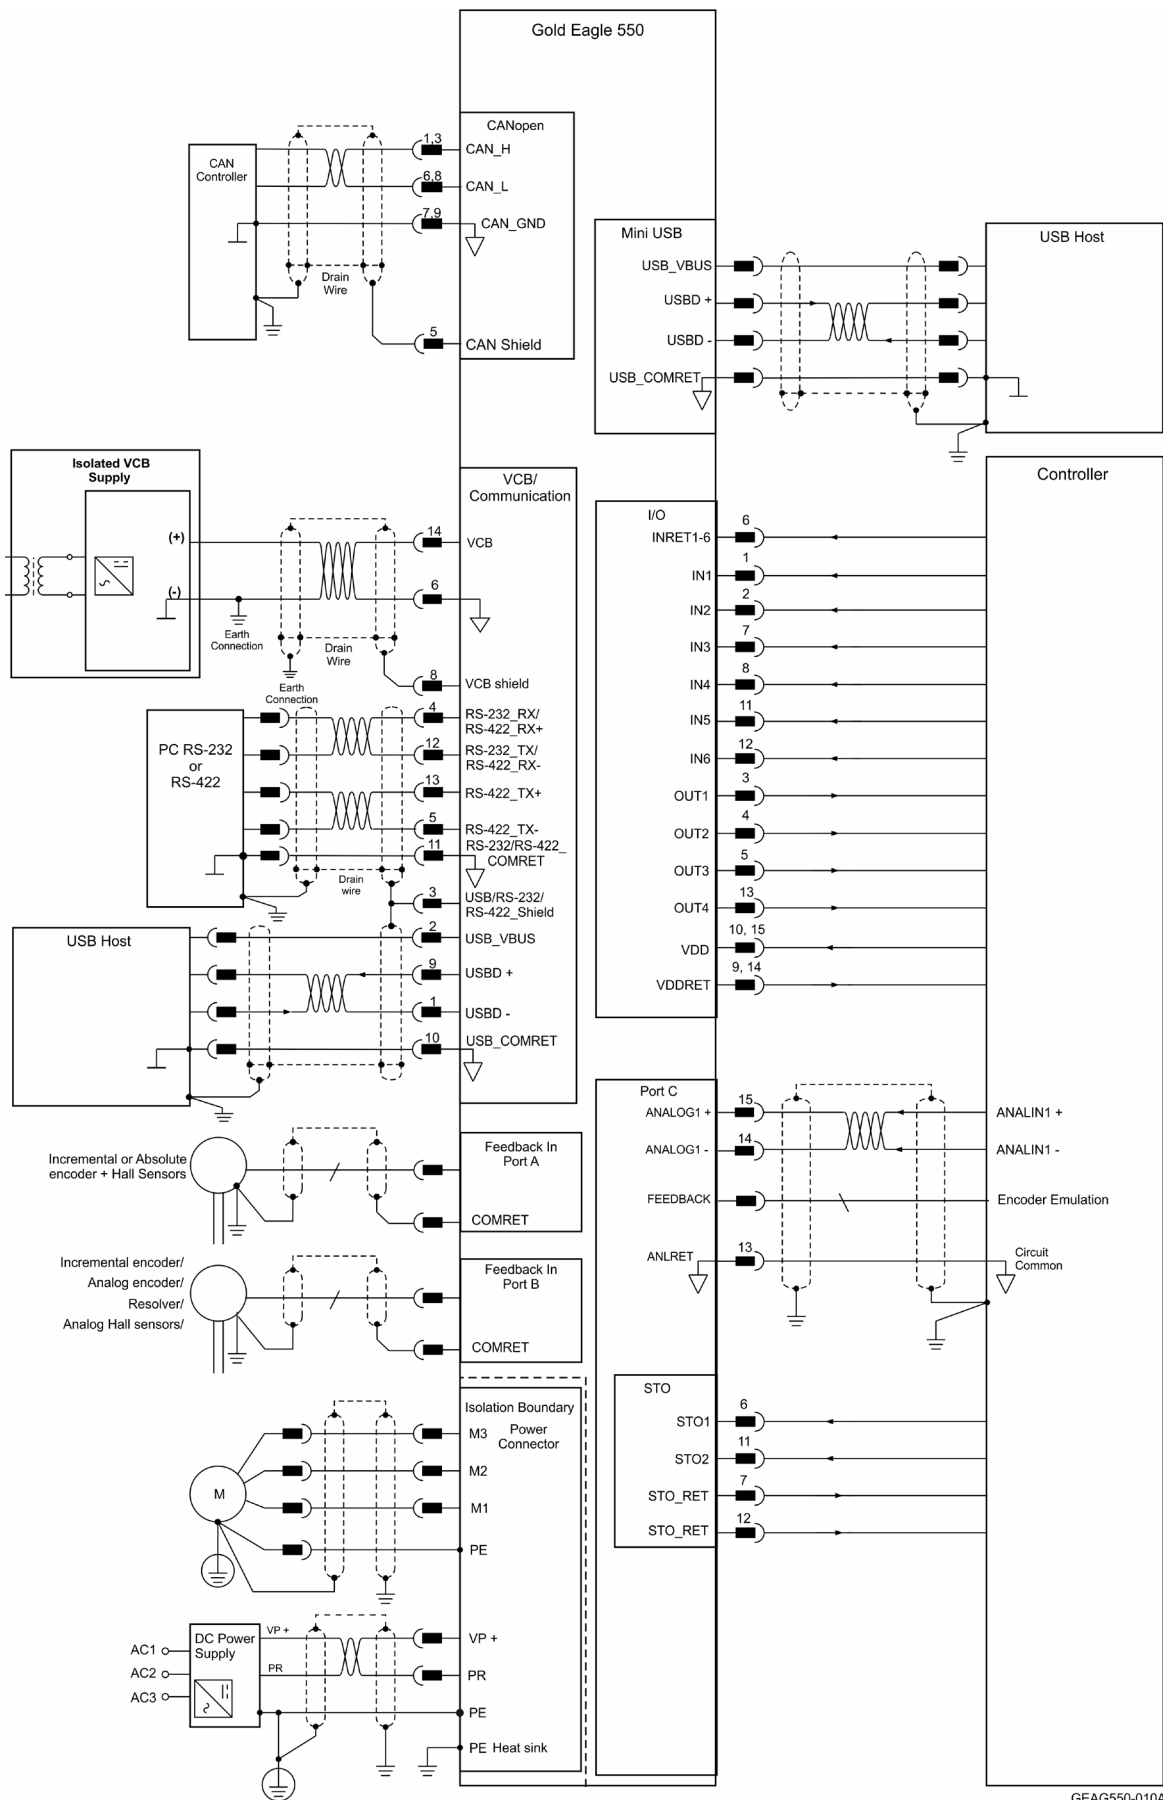 Gold Eagle 550
CANopen
CAN
Controller
1,3
CAN_H
6,8
CAN_L
7,9
CAN_GND
Drain
Wire
5
CAN Shield
Mini USB
USB_VBUS
USBD +
USBD -
USB_COMRET
USB Host
Isolated VCB
Supply
(+)
(-)
Earth
Connection
Drain
Wire
Earth
Connection
VCB/
Communication
14
VCB
6
8
VCB shield
PC RS-232
or
RS-422
4
RS-232_RX/
RS-422_RX+
12
RS-232_TX/
RS-422_RX-
13
RS-422_TX+
5
RS-422_TX-
11
RS-232/RS-422_
COMRET
Drain
wire
3
USB/RS-232/
RS-422_Shield
USB Host
2
USB_VBUS
9
USBD +
1
USBD -
10
USB_COMRET
Controller
I/O
INRET1-6
6
IN1
1
IN2
2
IN3
7
IN4
8
IN5
11
IN6
12
OUT1
3
OUT2
4
OUT3
5
OUT4
13
VDD
10, 15
VDDRET
9, 14
Incremental or Absolute
encoder + Hall Sensors
Feedback In
Port A
COMRET
Incremental encoder/
Analog encoder/
Resolver/
Analog Hall sensors/
Feedback In
Port B
COMRET
Port C
ANALOG1 +
15
ANALIN1 +
ANALOG1 -
14
ANALIN1 -
FEEDBACK
Encoder Emulation
ANLRET
13
Circuit
Common
Isolation Boundary
Power
Connector
M
M3
M2
M1
PE
STO
STO1
6
STO2
11
STO_RET
7
STO_RET
12
AC1
AC2
AC3
DC Power
Supply
VP +
PR
VP +
PR
PE
PE Heat sink
GEAG550-010A